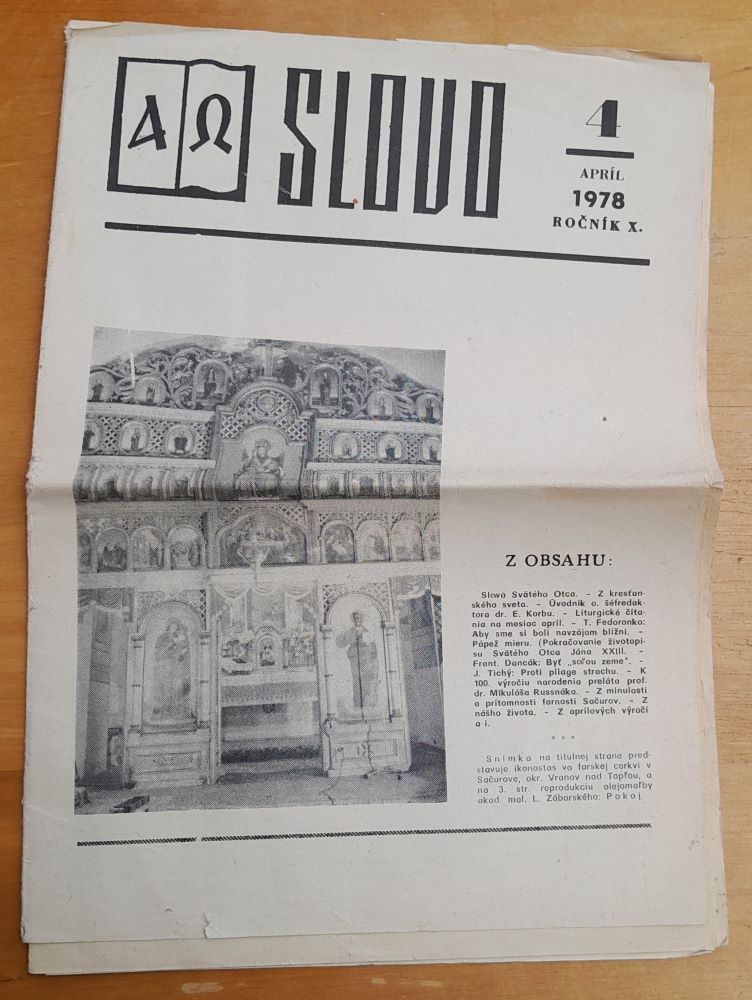 Α Ω SLOVO
4
APRÍL
1978
ROČNÍK X.
Z OBSAHU:
Slová Svätého Otca. – Z kresťan-
ského sveta. – Úvodník o. šéfredak-
tora dr. E. Korbu. – Liturgické číta-
nia na mesiac apríl. – T. Fedoronko:
Aby sme si boli navzájom blížni. –
Pápež mieru. (Pokračovanie životopi-
su Svätého Otca Jána XXIII. –
Frant. Dancák: Byť „soľou zeme". –
J. Tichý: Proti pliage strachu. – K
100. výročiu narodenia preláta prof.
dr. Mikuláša Russnáka. – Z minulosti
a prítomnosti farnosti Sačurov. – Z
nášho života. – Z aprílových výročí
a i.
* * *
Snímka na titulnej strane pred-
stavuje ikonostas vo farskej cerkvi v
Sačurove, okr. Vranov nad Topľou, a
na 3. str. reprodukciu olejomaľby
akad. mal. L. Záborského: Pokoj.